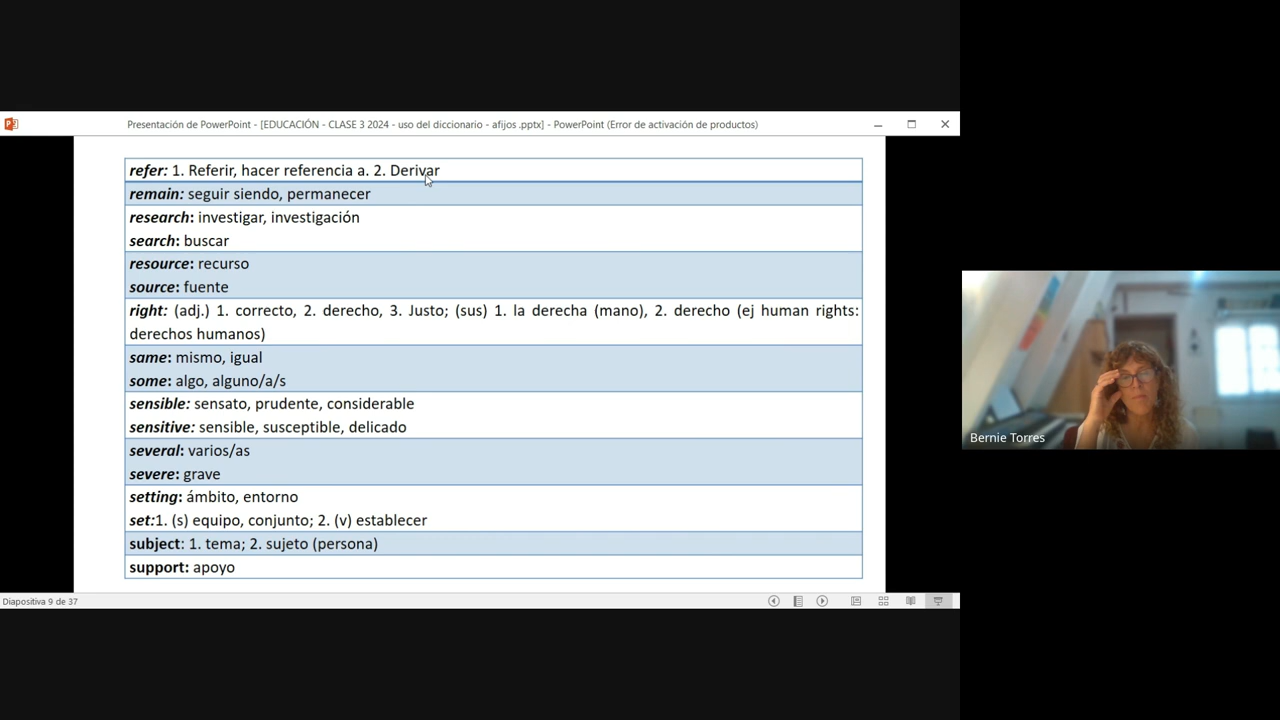 Presentación de PowerPoint - [EDUCACIÓN - CLASE 3 2024 - uso del diccionario - afijos .pptx] - PowerPoint (Error de activación de productos)
refer: 1. Referir, hacer referencia a. 2. Derivar
remain: seguir siendo, permanecer
research: investigar, investigación
search: buscar
resource: recurso
source: fuente
right: (adj.) 1. correcto, 2. derecho, 3. Justo; (sus) 1. la derecha (mano), 2. derecho (ej human rights:
derechos humanos)
same: mismo, igual
some: algo, alguno/a/s
sensible: sensato, prudente, considerable
sensitive: sensible, susceptible, delicado
several: varios/as
severe: grave
setting: ámbito, entorno
set:1. (s) equipo, conjunto; 2. (v) establecer
subject: 1. tema; 2. sujeto (persona)
support: apoyo
Diapositiva 9 de 37
Bernie Torres